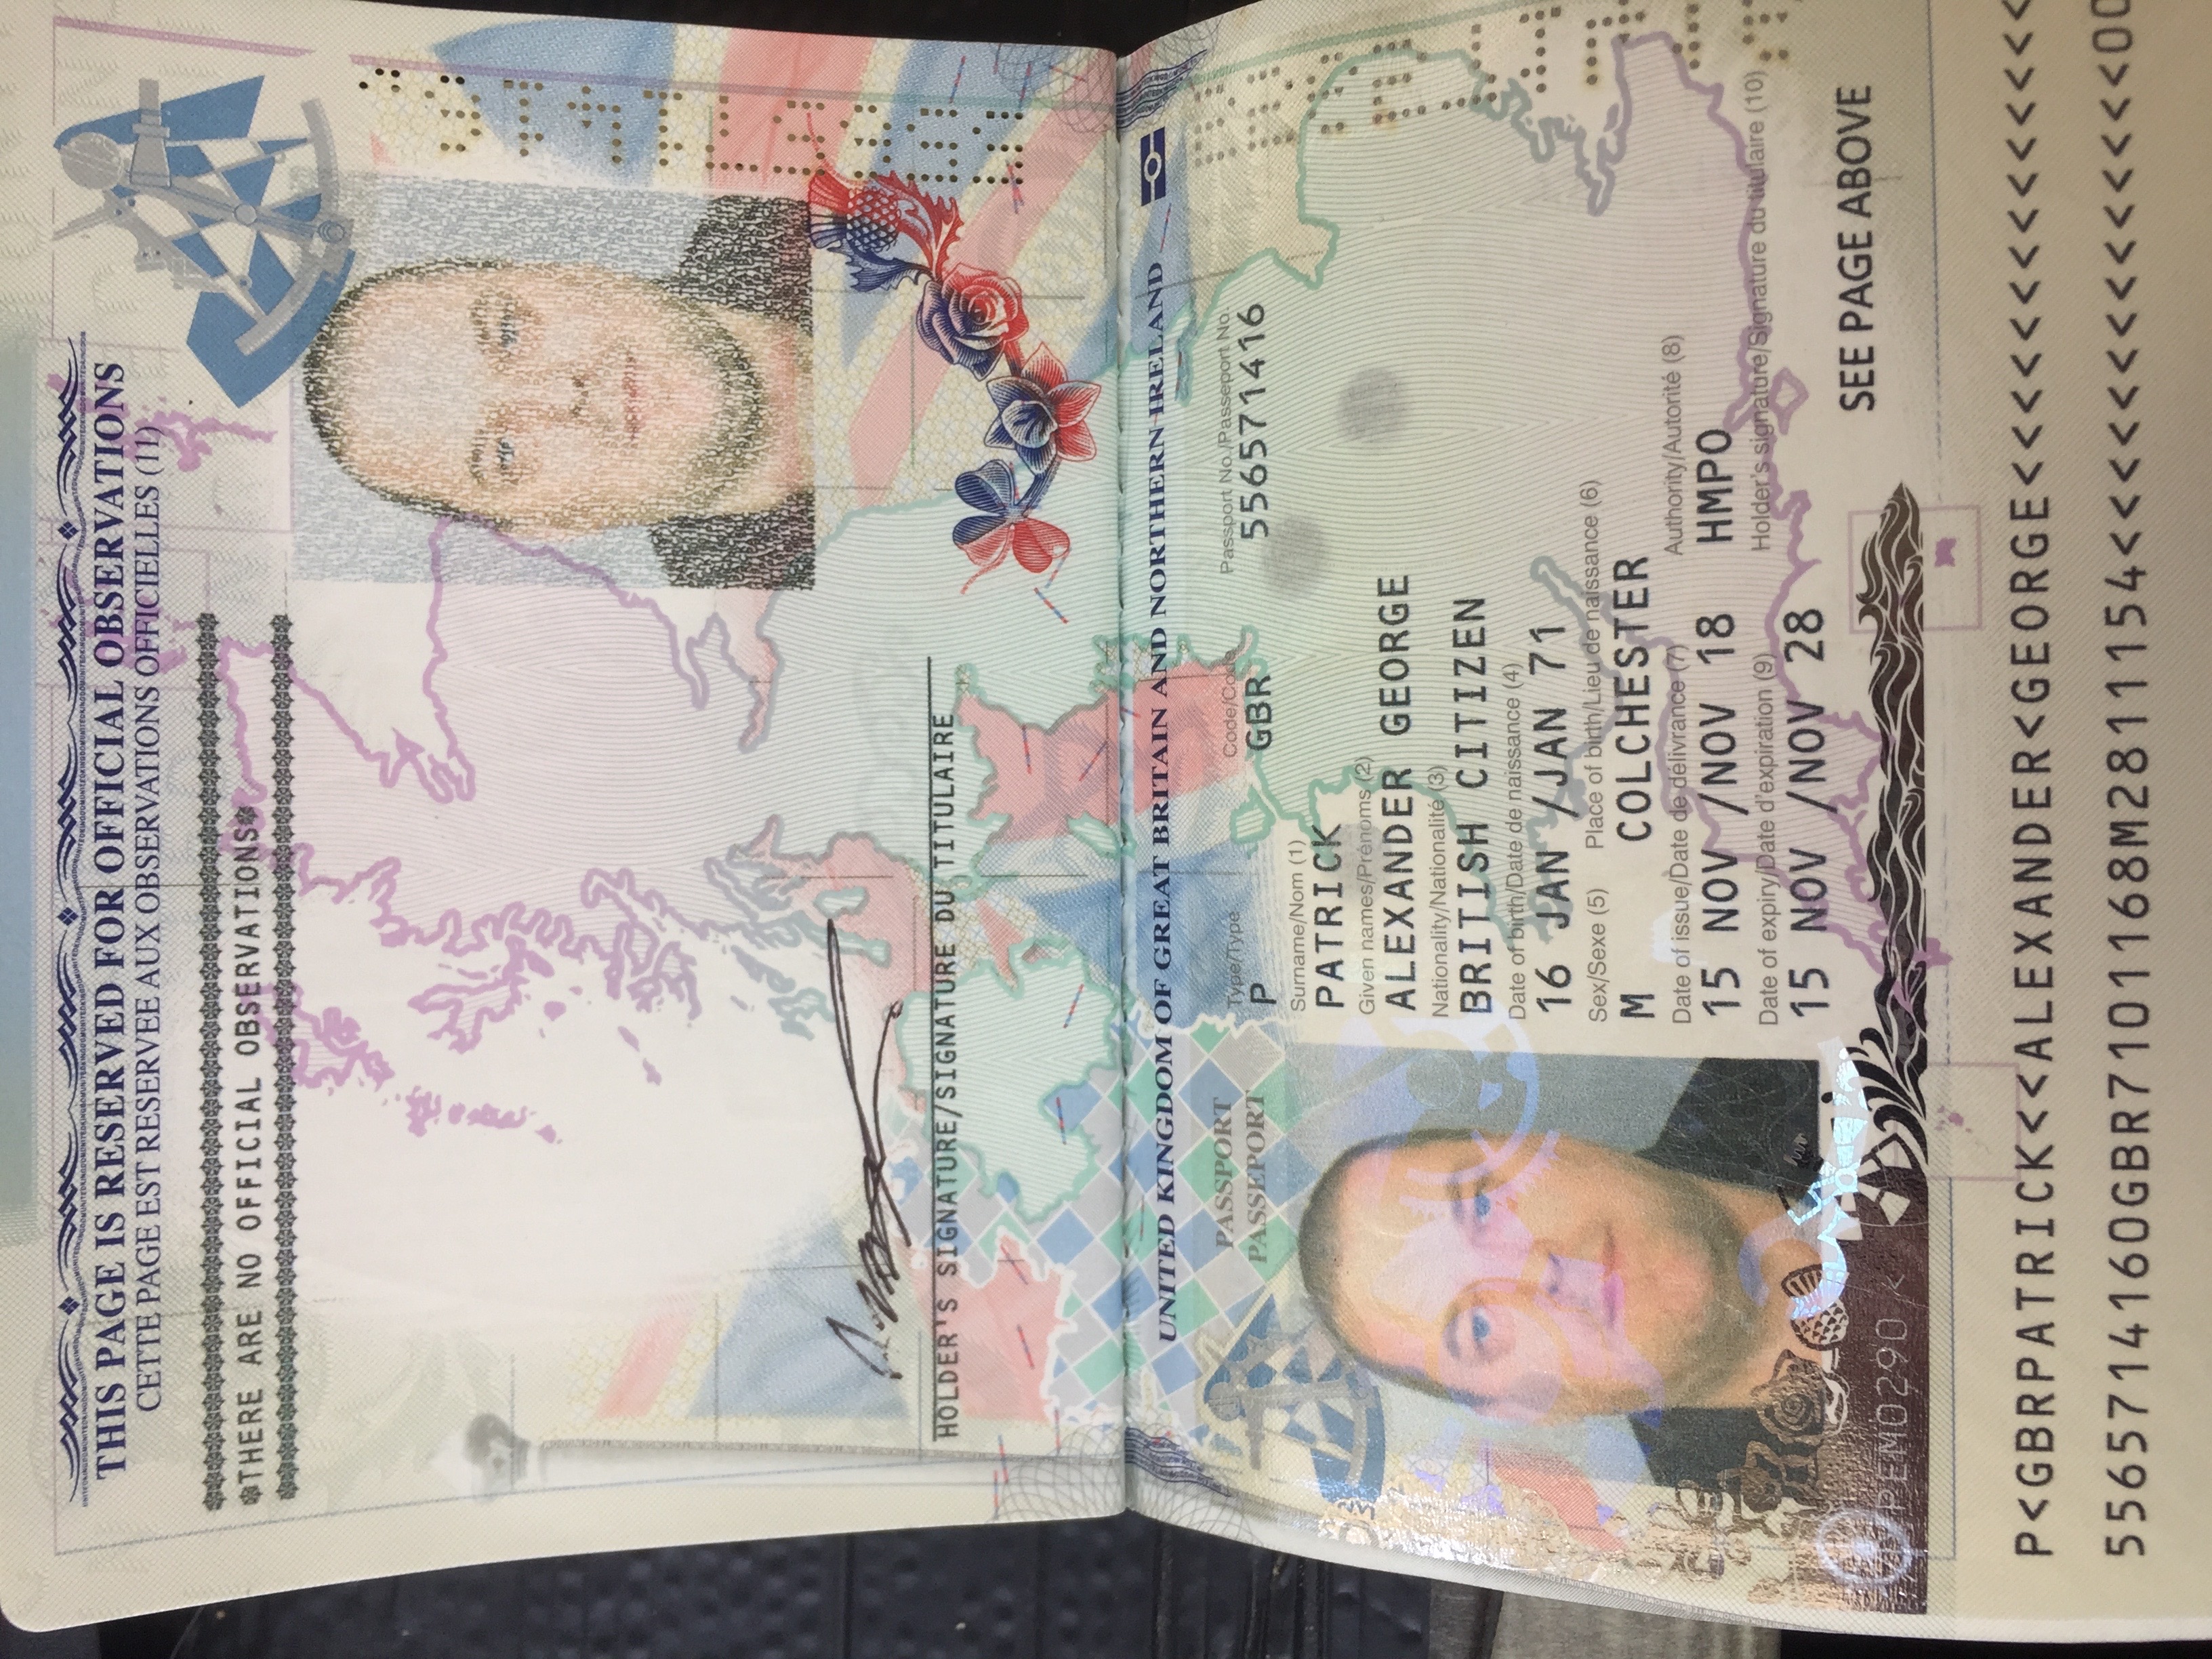 THIS PAGE IS RESERVED FOR OFFICIAL OBSERVATIONS
CETTE PAGE EST RESERVEE AUX OBSERVATIONS OFFICIELLES (11)
*THERE ARE NO OFFICIAL OBSERVATIONS*
HOLDER'S SIGNATURE/SIGNATURE DU TITULAIRE
UNITED KINGDOM OF GREAT BRITAIN AND NORTHERN IRELAND
PASSPORT
PASSEPORT
Type/Type Code/Code Passport No./Passeport No.
P GBR 556571416
Surname/Nom (1)
PATRICK
Given names/Prénoms (2)
ALEXANDER GEORGE
Nationality/Nationalité (3)
BRITISH CITIZEN
Date of birth/Date de naissance (4)
16 JAN /JAN 71
Sex/Sexe (5) Place of birth/Lieu de naissance (6)
M COLCHESTER
Date of issue/Date de délivrance (7) Authority/Autorité (8)
15 NOV /NOV 18 HMPO
Date of expiry/Date d'expiration (9) Holder's signature/Signature du titulaire (10)
15 NOV /NOV 28
SEE PAGE ABOVE
PEM0290 <
P<GBRPATRICK<<ALEXANDER<GEORGE<<<<<<<<<<<<<<
5565714160GBR7101168M2811154<<<<<<<<<<<<<<00